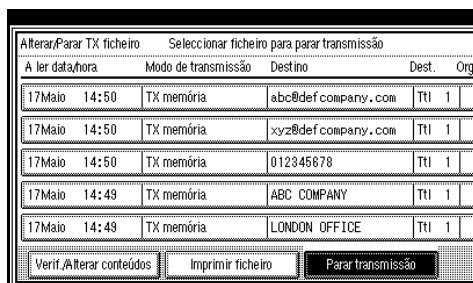 Alterar/Parar TX ficheiro Seleccionar ficheiro para parar transmissão
A ler data/hora Modo de transmissão Destino Dest. Org
17Maio 14:50 TX memória abc@defcompany.com Ttl 1
17Maio 14:50 TX memória xyz@defcompany.com Ttl 1
17Maio 14:50 TX memória 012345678 Ttl 1
17Maio 14:49 TX memória ABC COMPANY Ttl 1
17Maio 14:49 TX memória LONDON OFFICE Ttl 1
Verif./Alterar conteúdos Imprimir ficheiro Parar transmissão